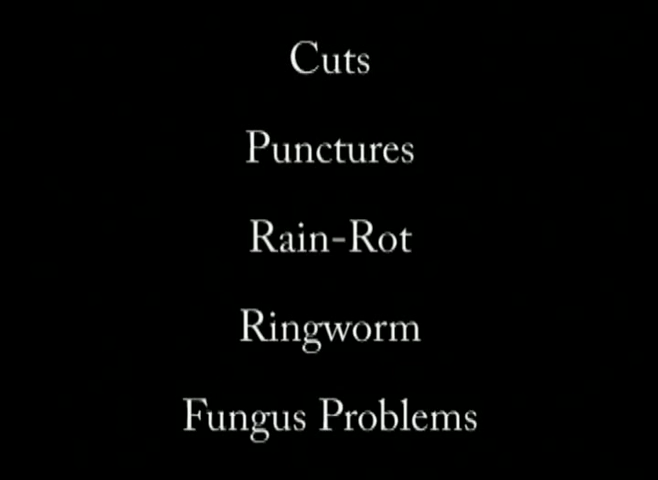 Cuts
Punctures
Rain-Rot
Ringworm
Fungus Problems